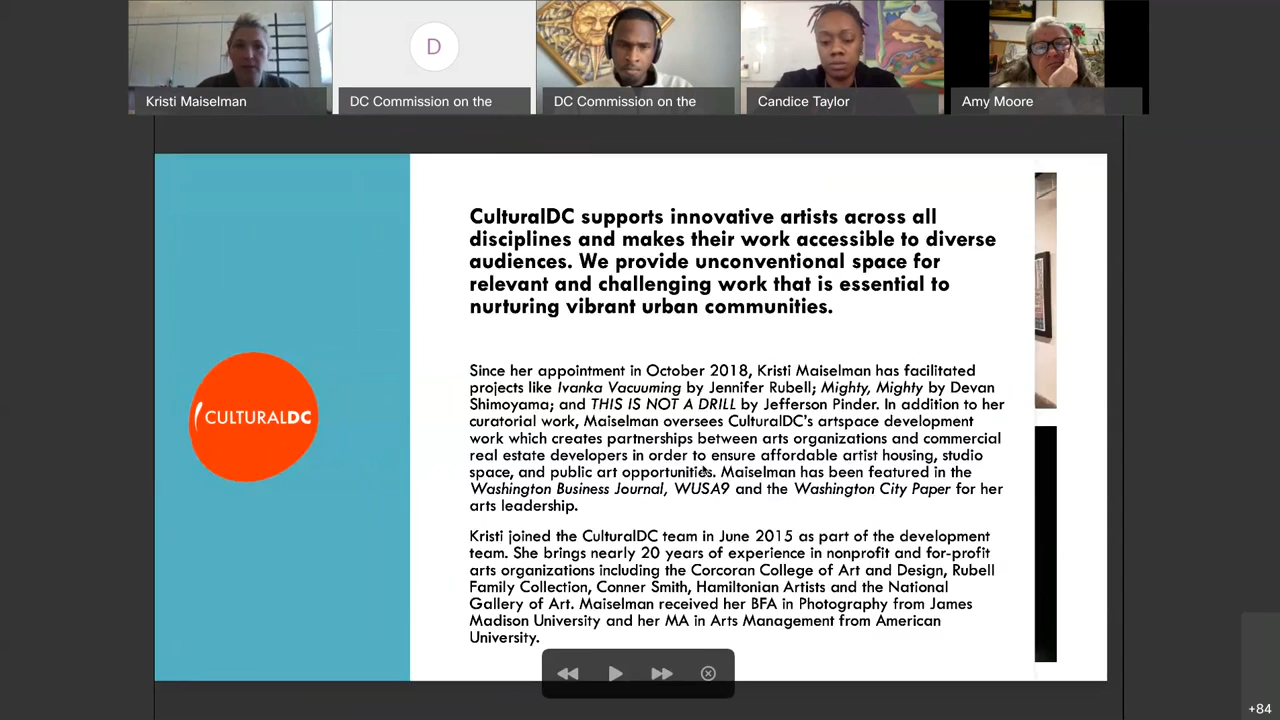 Kristi Maiselman
D
DC Commission on the
DC Commission on the
Candice Taylor
Amy Moore
CulturalDC supports innovative artists across all
disciplines and makes their work accessible to diverse
audiences. We provide unconventional space for
relevant and challenging work that is essential to
nurturing vibrant urban communities.
CULTURALDC
Since her appointment in October 2018, Kristi Maiselman has facilitated
projects like Ivanka Vacuuming by Jennifer Rubell; Mighty, Mighty by Devan
Shimoyama; and THIS IS NOT A DRILL by Jefferson Pinder. In addition to her
curatorial work, Maiselman oversees CulturalDC's artspace development
work which creates partnerships between arts organizations and commercial
real estate developers in order to ensure affordable artist housing, studio
space, and public art opportunities. Maiselman has been featured in the
Washington Business Journal, WUSA9 and the Washington City Paper for her
arts leadership.
Kristi joined the CulturalDC team in June 2015 as part of the development
team. She brings nearly 20 years of experience in nonprofit and for-profit
arts organizations including the Corcoran College of Art and Design, Rubell
Family Collection, Conner Smith, Hamiltonian Artists and the National
Gallery of Art. Maiselman received her BFA in Photography from James
Madison University and her MA in Arts Management from American
University.
+84